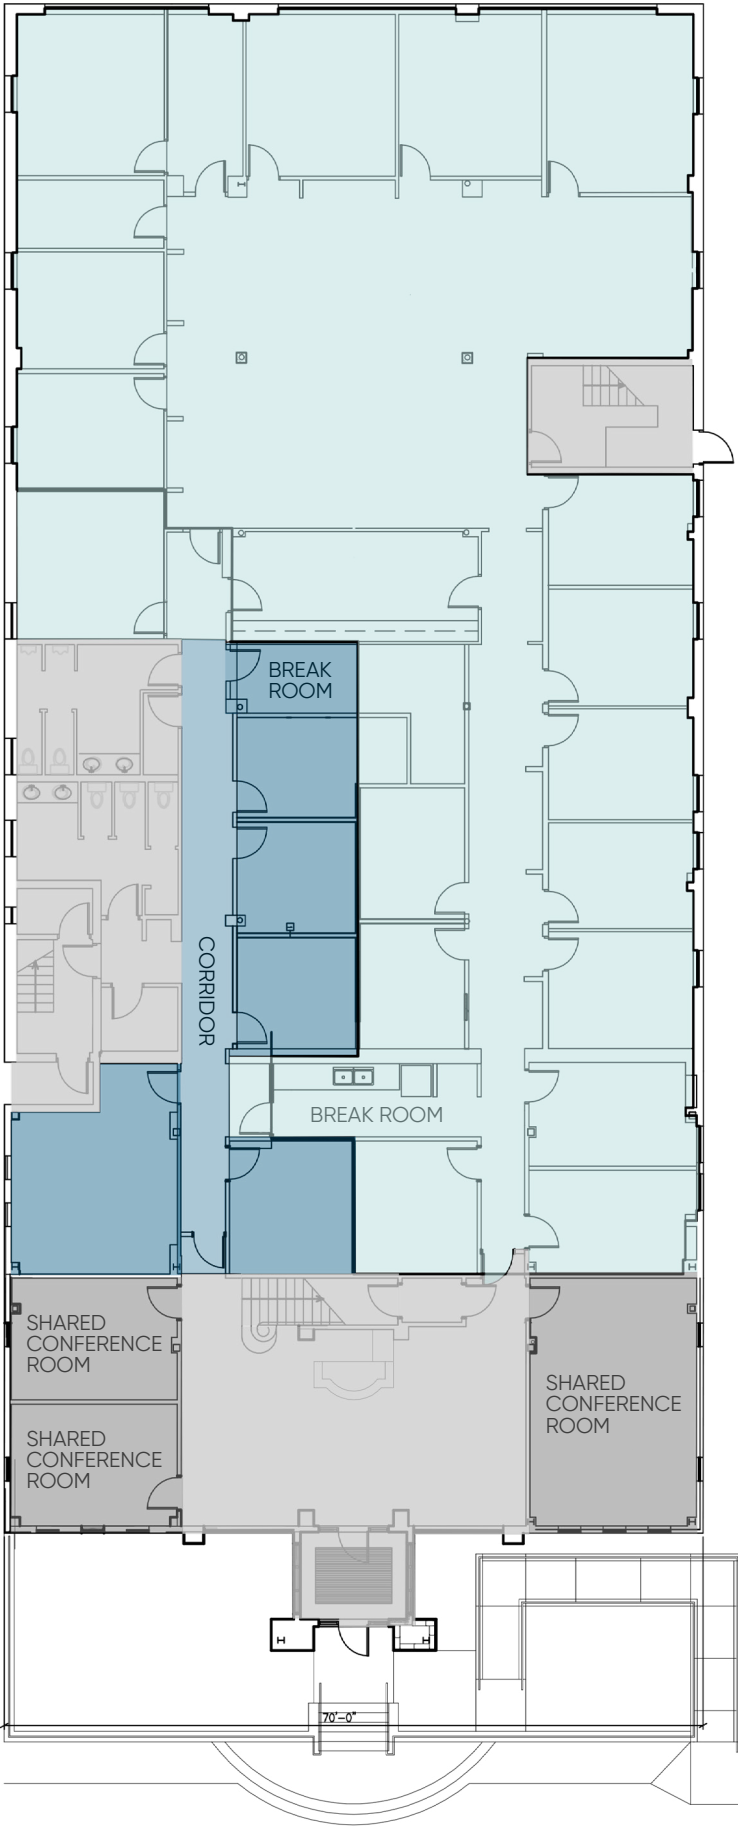 BREAK
ROOM
CORRIDOR
BREAK ROOM
SHARED
CONFERENCE
ROOM
SHARED
CONFERENCE
ROOM
SHARED
CONFERENCE
ROOM
70'-0"